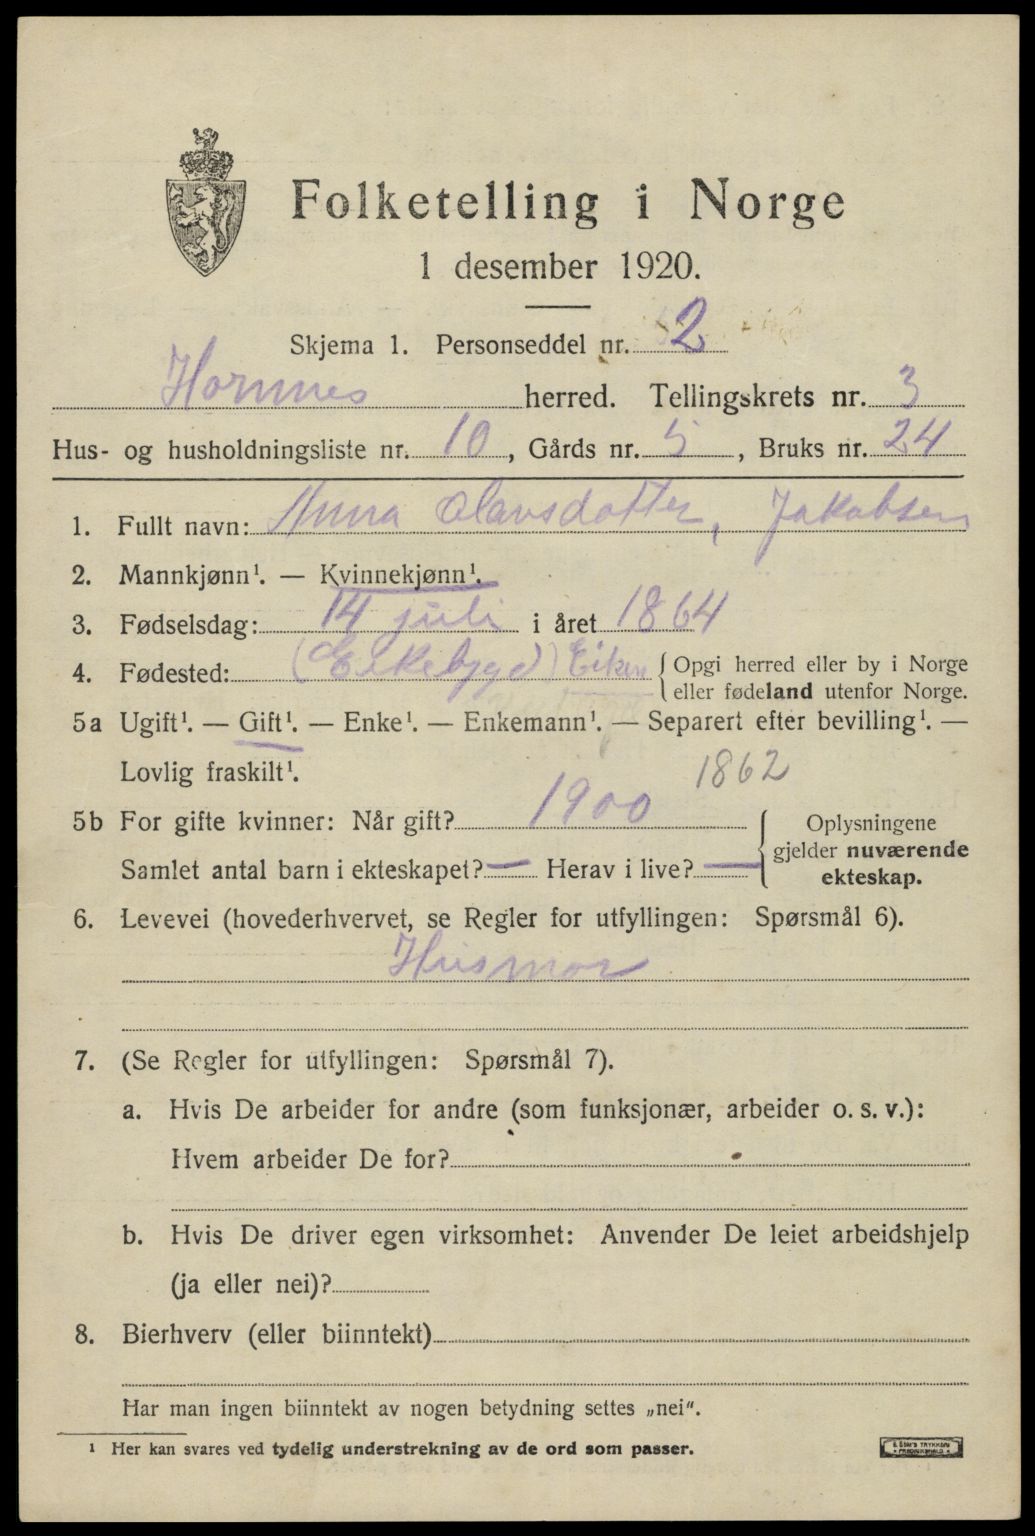 Folketelling i Norge
1 desember 1920.
Skjema 1. Personseddel nr. 2
Hornnes herred. Tellingskrets nr. 3
Hus- og husholdningsliste nr. 10, Gårds nr. 5, Bruks nr. 24
1. Fullt navn: Anna Olavsdotter, Jakobsen
2. Mannkjønn¹. — Kvinnekjønn¹.
3. Fødselsdag: 14 juli i året 1864
4. Fødested: (Eikebygd) Eiken { Opgi herred eller by i Norge
eller fødeland utenfor Norge.
5a Ugift¹. — Gift¹. — Enke¹. — Enkemann¹. — Separert efter bevilling¹. —
Lovlig fraskilt¹. 1862
5b For gifte kvinner: Når gift? 1900 Oplysningene
gjelder nuværende
ekteskap.
Samlet antal barn i ekteskapet? — Herav i live? —
6. Levevei (hovederhvervet, se Regler for utfyllingen: Spørsmål 6).
Husmor
7. (Se Regler for utfyllingen: Spørsmål 7).
a. Hvis De arbeider for andre (som funksjonær, arbeider o. s. v.):
Hvem arbeider De for?
b. Hvis De driver egen virksomhet: Anvender De leiet arbeidshjelp
(ja eller nei)?
8. Bierhverv (eller biinntekt)
Har man ingen biinntekt av nogen betydning settes „nei".
¹ Her kan svares ved tydelig understrekning av de ord som passer.